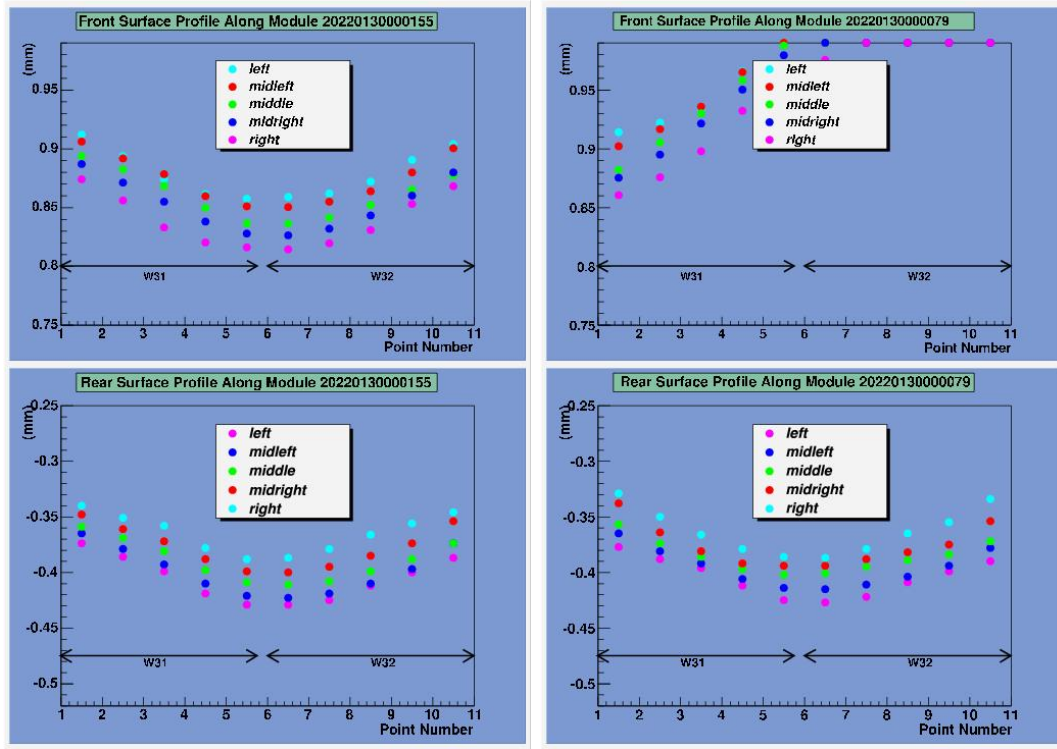 Front Surface Profile Along Module 20220130000155
(mm)
left
midleft
middle
midright
right
0.95
0.9
0.85
0.8
0.75
W31
W32
1 2 3 4 5 6 7 8 9 10 11
Point Number
Front Surface Profile Along Module 20220130000079
(mm)
left
midleft
middle
midright
right
0.95
0.9
0.85
0.80
0.75
W31
W32
1 2 3 4 5 6 7 8 9 10 11
Point Number
Rear Surface Profile Along Module 20220130000155
-0.25
(mm)
left
midleft
middle
midright
right
-0.3
-0.35
-0.4
-0.45
-0.5
W31
W32
1 2 3 4 5 6 7 8 9 10 11
Point Number
Rear Surface Profile Along Module 20220130000079
-0.25
(mm)
left
midleft
middle
midright
right
-0.3
-0.35
-0.4
-0.45
-0.5
W31
W32
1 2 3 4 5 6 7 8 9 10 11
Point Number